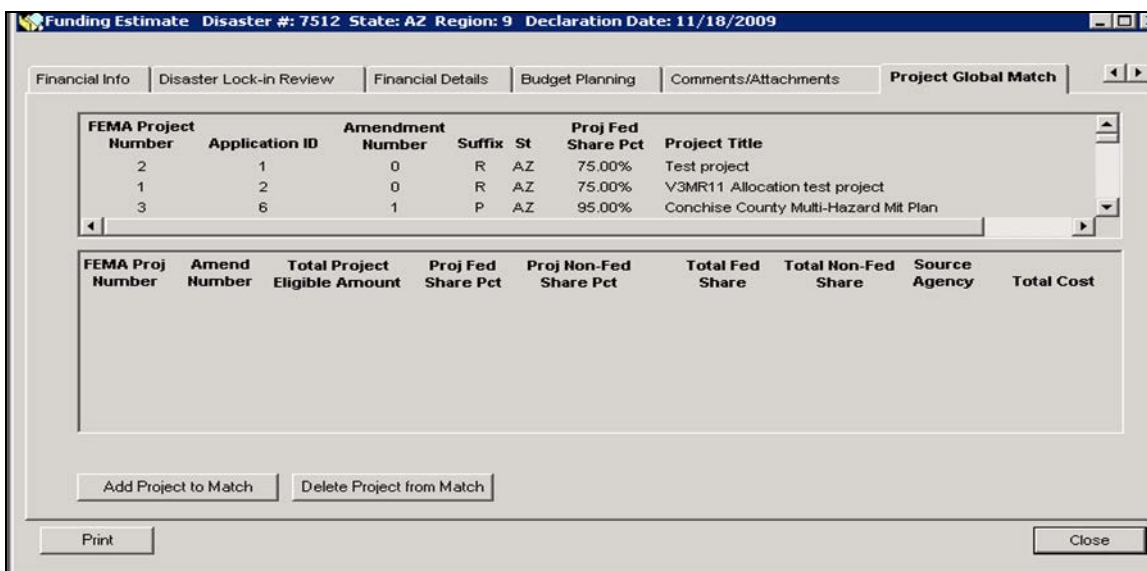 Funding Estimate Disaster #: 7512 State: AZ Region: 9 Declaration Date: 11/18/2009
Financial Info Disaster Lock-in Review Financial Details Budget Planning Comments/Attachments Project Global Match
FEMA Project Amendment Proj Fed
Number Application ID Number Suffix St Share Pct Project Title
2 1 0 R AZ 75.00% Test project
1 2 0 R AZ 75.00% V3MR11 Allocation test project
3 6 1 P AZ 95.00% Conchise County Multi-Hazard Mit Plan
FEMA Proj Amend Total Project Proj Fed Proj Non-Fed Total Fed Total Non-Fed Source
Number Number Eligible Amount Share Pct Share Pct Share Share Agency Total Cost
Add Project to Match Delete Project from Match
Print Close